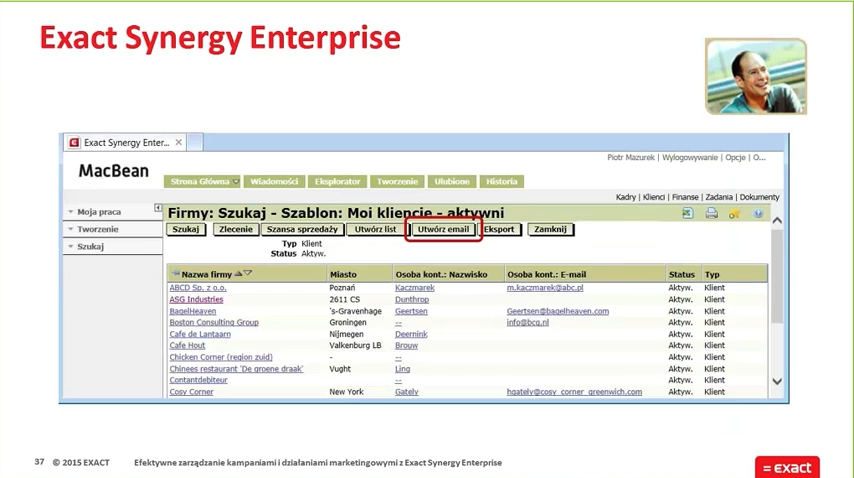 Exact Synergy Enterprise
Exact Synergy Enter... ×
Piotr Mazurek | Wylogowywanie | Opcje | O...
MacBean
Strona Główna Wiadomości Eksplorator Tworzenie Ulubione Historia
Kadry | Klienci | Finanse | Zadania | Dokumenty
Moja praca
Tworzenie
Szukaj
Firmy: Szukaj - Szablon: Moi kliencie - aktywni
Szukaj Zlecenie Szansa sprzedaży Utwórz list Utwórz email Eksport Zamknij
Typ Klient
Status Aktyw.
Nazwa firmy Miasto Osoba kont.: Nazwisko Osoba kont.: E-mail Status Typ
ABCD Sp. z o.o. Poznań Kaczmarek m.kaczmarek@abc.pl Aktyw. Klient
ASG Industries 2611 CS Dunthrop Aktyw. Klient
BagelHeaven 's-Gravenhage Geertsen Geertsen@bagelheaven.com Aktyw. Klient
Boston Consulting Group Groningen -- info@bcg.nl Aktyw. Klient
Cafe de Lantaarn Nijmegen Deernink Aktyw. Klient
Cafe Hout Valkenburg LB Brouw Aktyw. Klient
Chicken Corner (region zuid) - -- Aktyw. Klient
Chinees restaurant 'De groene draak' Vught Ling Aktyw. Klient
Contantdebiteur -- Aktyw. Klient
Cosy Corner New York Gately hgately@cosy_corner_greenwich.com Aktyw. Klient
37 © 2015 EXACT Efektywne zarządzanie kampaniami i działaniami marketingowymi z Exact Synergy Enterprise
= exact